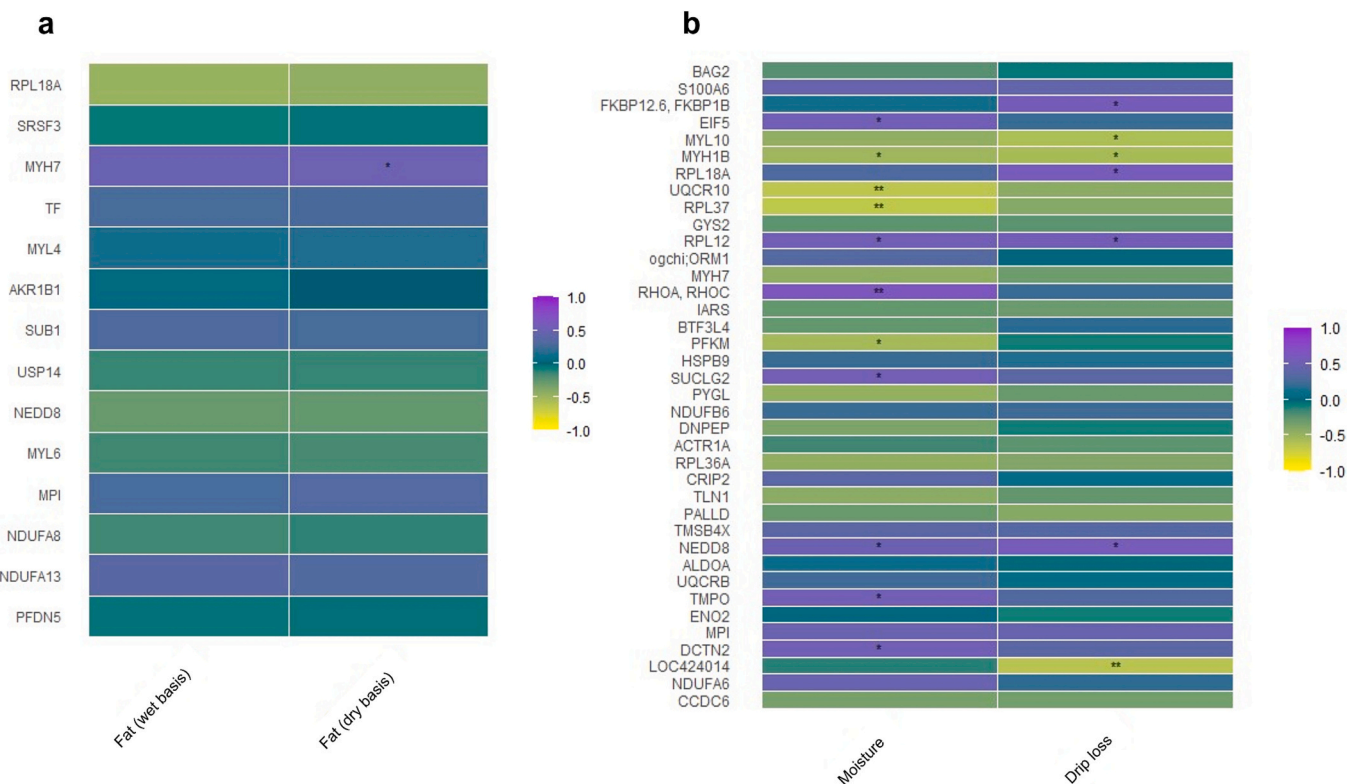 a
RPL18A
SRSF3
MYH7
*
TF
MYL4
AKR1B1
SUB1
USP14
NEDD8
MYL6
MPI
NDUFA8
NDUFA13
PFDN5
Fat (wet basis)
Fat (dry basis)
1.0
0.5
0.0
-0.5
-1.0
b
BAG2
S100A6
FKBP12.6, FKBP1B *
EIF5 *
MYL10 *
MYH1B * *
RPL18A *
UQCR10 **
RPL37 **
GYS2
RPL12 * *
ogchi;ORM1
MYH7
RHOA, RHOC **
IARS
BTF3L4
PFKM *
HSPB9
SUCLG2 *
PYGL
NDUFB6
DNPEP
ACTR1A
RPL36A
CRIP2
TLN1
PALLD
TMSB4X
NEDD8 * *
ALDOA
UQCRB
TMPO *
ENO2
MPI
DCTN2 *
LOC424014 **
NDUFA6
CCDC6
Moisture
Drip loss
1.0
0.5
0.0
-0.5
-1.0